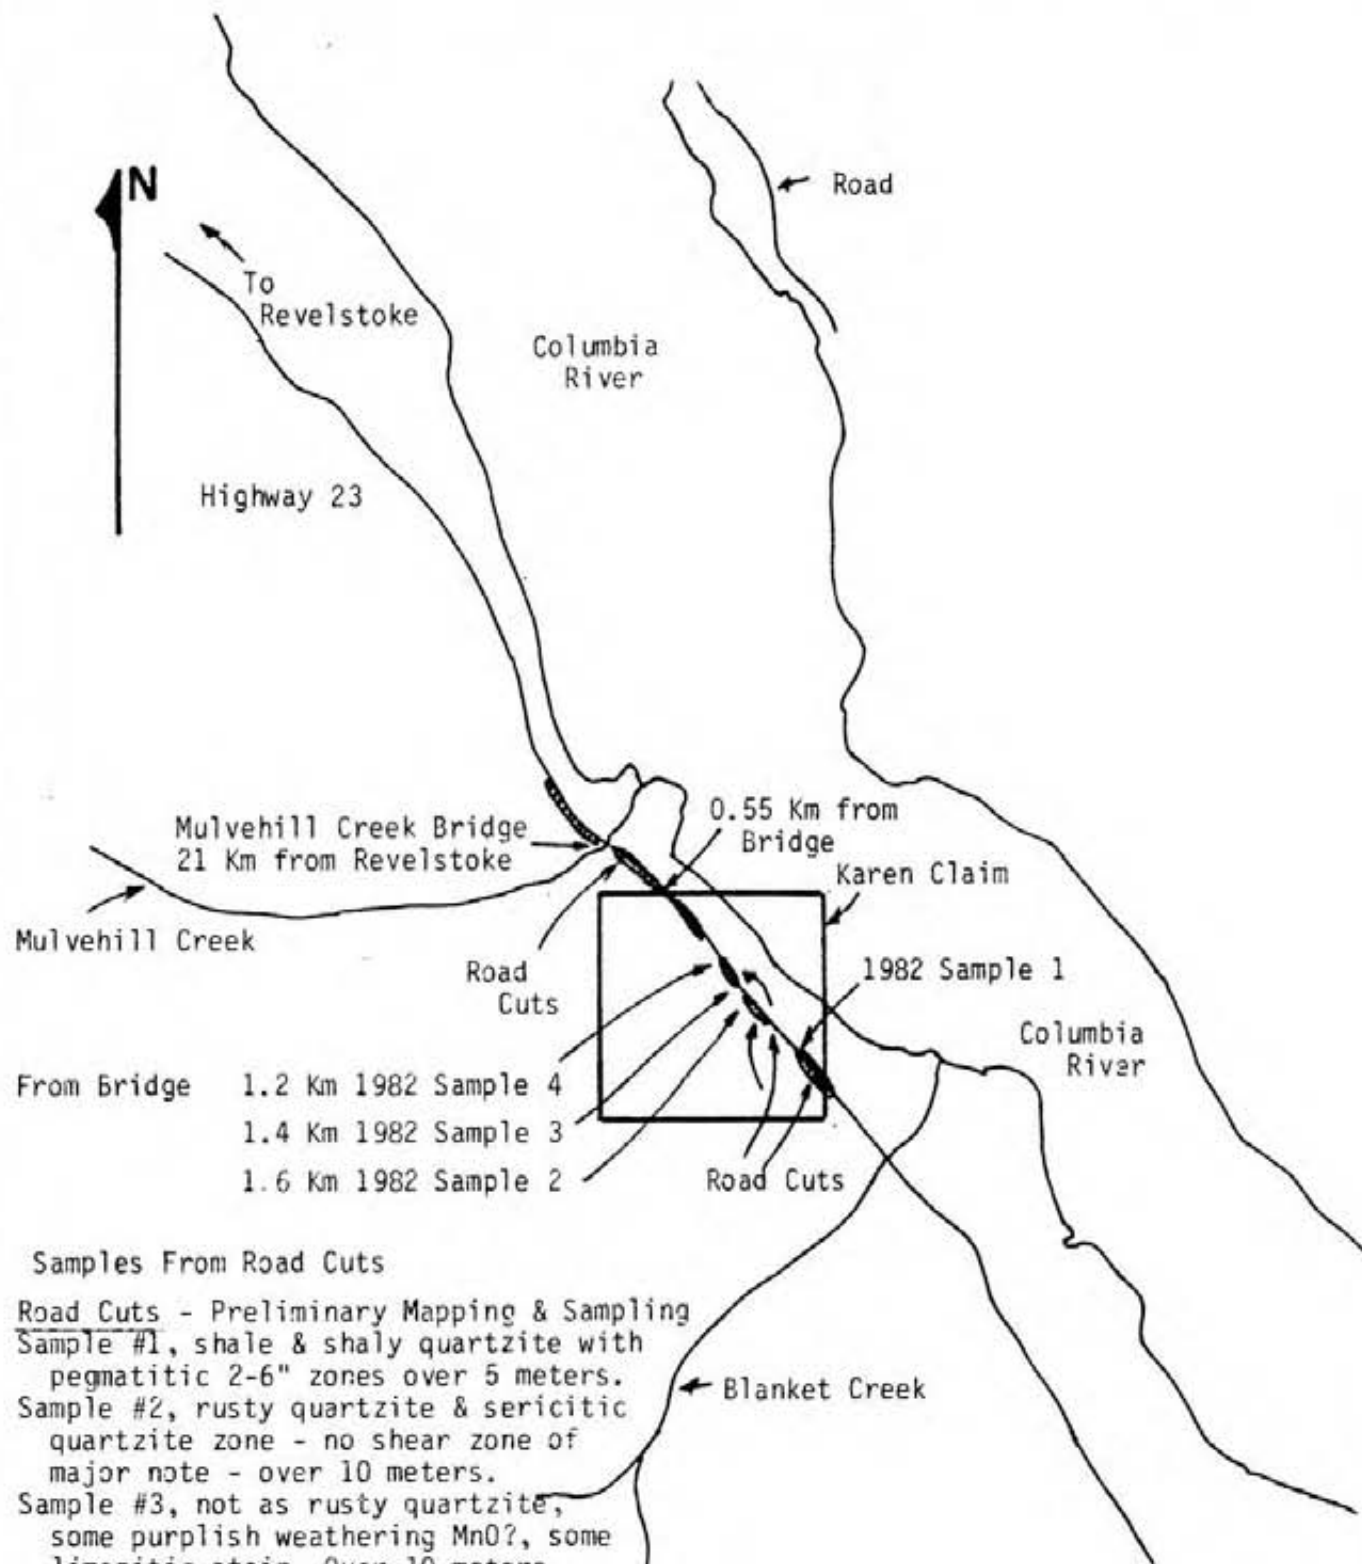 N
Road
To
Revelstoke
Columbia
River
Highway 23
0.55 Km from
Bridge
Mulvehill Creek Bridge
21 Km from Revelstoke
Karen Claim
Mulvehill Creek
Road
Cuts
1982 Sample 1
Columbia
River
From Bridge 1.2 Km 1982 Sample 4
1.4 Km 1982 Sample 3
1.6 Km 1982 Sample 2
Road Cuts
Samples From Road Cuts
Road Cuts - Preliminary Mapping & Sampling
Sample #1, shale & shaly quartzite with
pegmatitic 2-6" zones over 5 meters.
Blanket Creek
Sample #2, rusty quartzite & sericitic
quartzite zone - no shear zone of
major note - over 10 meters.
Sample #3, not as rusty quartzite,
some purplish weathering MnO?, some
stain Over 10 meters